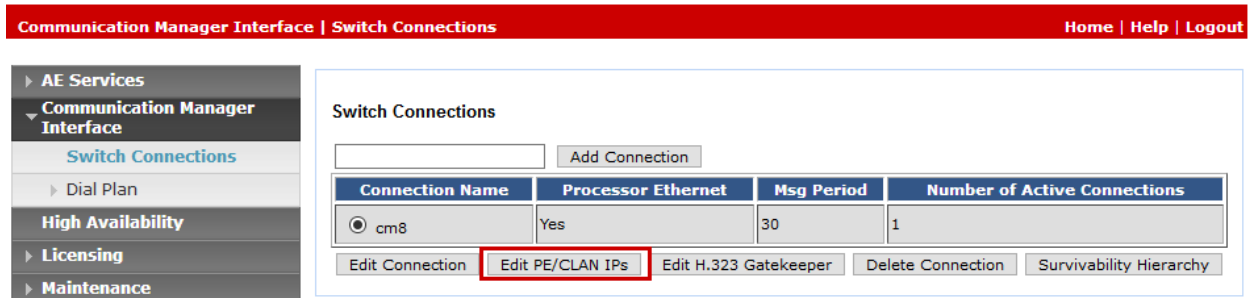 Communication Manager Interface | Switch Connections Home | Help | Logout
AE Services
Communication Manager
Interface
Switch Connections
Dial Plan
High Availability
Licensing
Maintenance
Switch Connections
Add Connection
Connection Name Processor Ethernet Msg Period Number of Active Connections
cm8 Yes 30 1
Edit Connection Edit PE/CLAN IPs Edit H.323 Gatekeeper Delete Connection Survivability Hierarchy